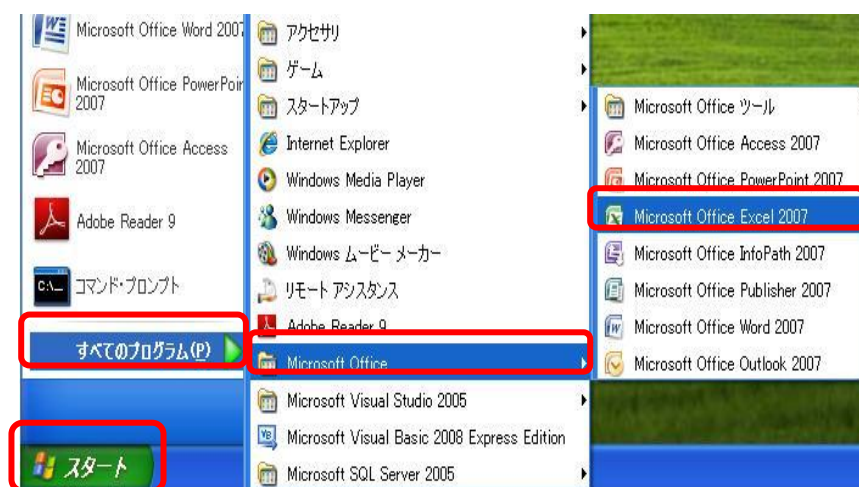 Microsoft Office Word 2007
Microsoft Office PowerPoin
2007
Microsoft Office Access
2007
Adobe Reader 9
C:\_
コマンド・プロンプト
すべてのプログラム(P)
スタート
アクセサリ
ゲーム
スタートアップ
Internet Explorer
Windows Media Player
Windows Messenger
Windows ムービー メーカー
リモート アシスタンス
Adobe Reader 9
Microsoft Office
Microsoft Visual Studio 2005
Microsoft Visual Basic 2008 Express Edition
Microsoft SQL Server 2005
Microsoft Office ツール
Microsoft Office Access 2007
Microsoft Office PowerPoint 2007
Microsoft Office Excel 2007
Microsoft Office InfoPath 2007
Microsoft Office Publisher 2007
Microsoft Office Word 2007
Microsoft Office Outlook 2007